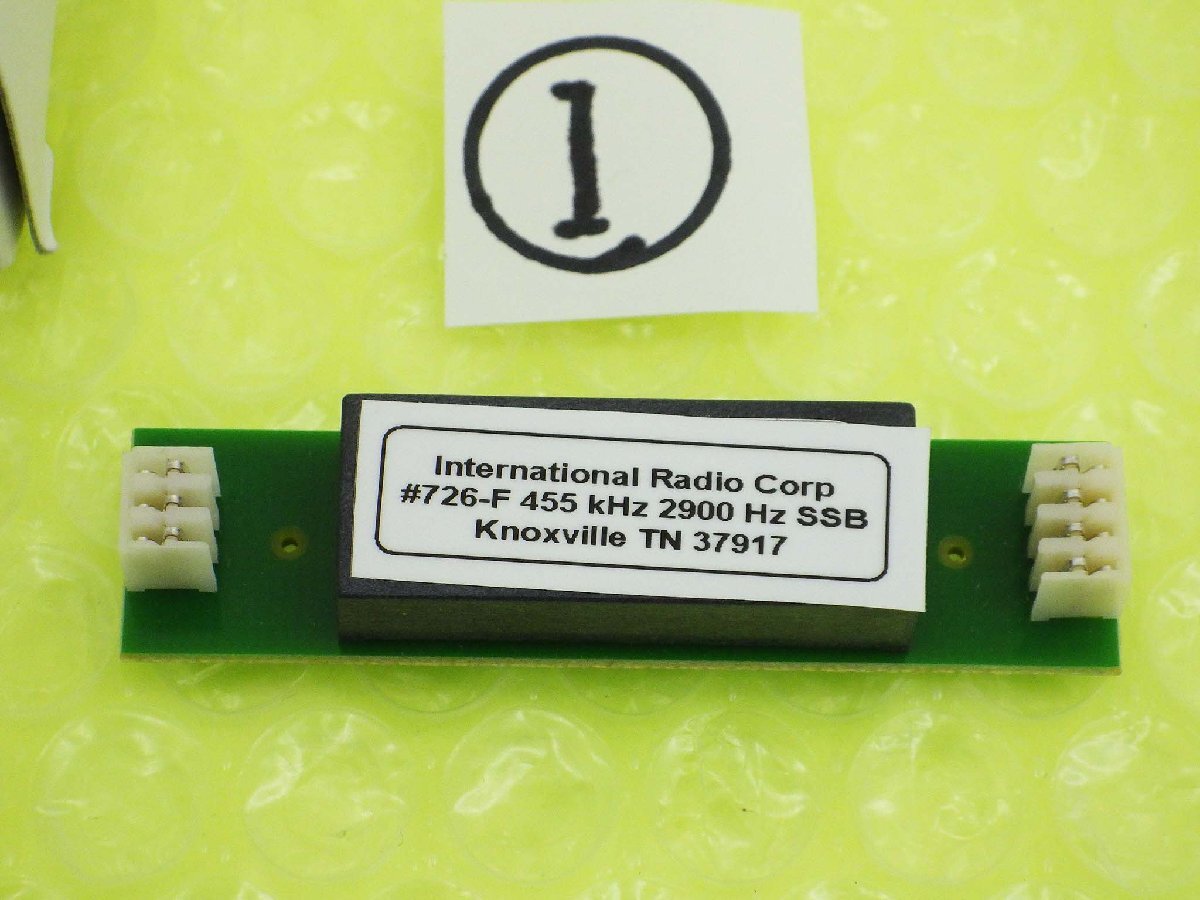 1
International Radio Corp
#726-F 455 kHz 2900 Hz SSB
Knoxville TN 37917